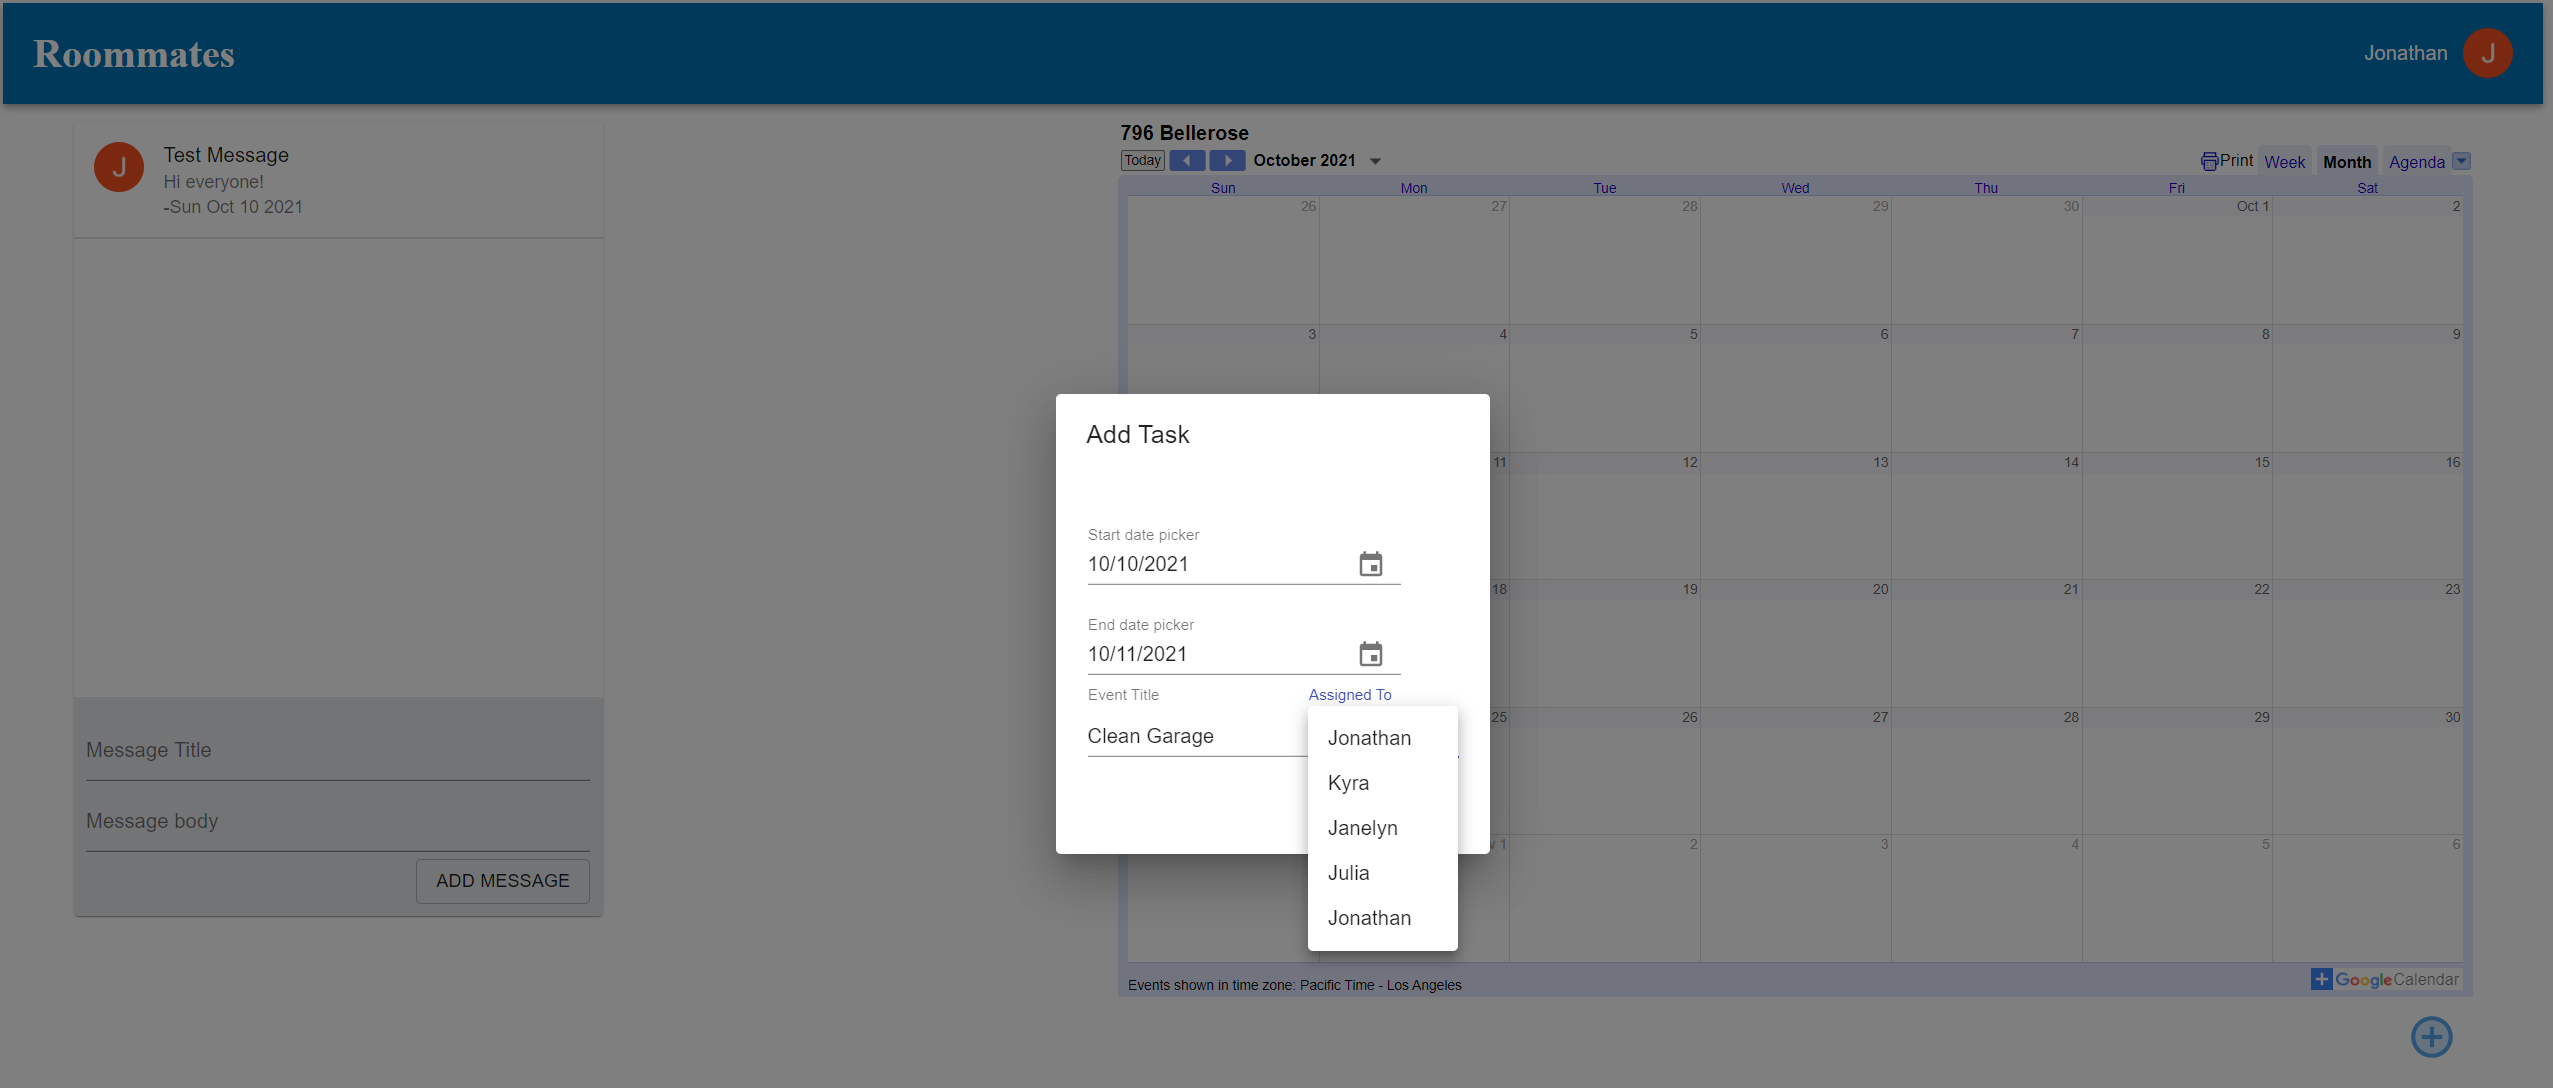 Roommates
Jonathan J
J Test Message
Hi everyone!
-Sun Oct 10 2021
Message Title
Message body
ADD MESSAGE
796 Bellerose
Today October 2021 Print Week Month Agenda
Sun Mon Tue Wed Thu Fri Sat
26 27 28 29 30 Oct 1 2
3 4 5 6 7 8 9
11 12 13 14 15 16
18 19 20 21 22 23
25 26 27 28 29 30
1 2 3 4 5 6
Events shown in time zone: Pacific Time - Los Angeles
Google Calendar
Add Task
Start date picker
10/10/2021
End date picker
10/11/2021
Event Title Assigned To
Clean Garage
Jonathan
Kyra
Janelyn
Julia
Jonathan